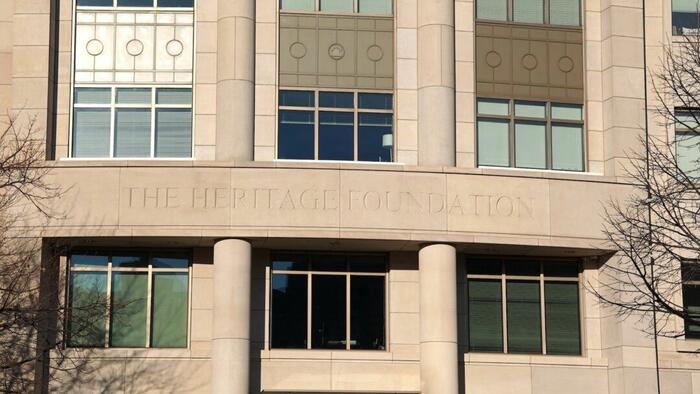 THE HERITAGE FOUNDATION